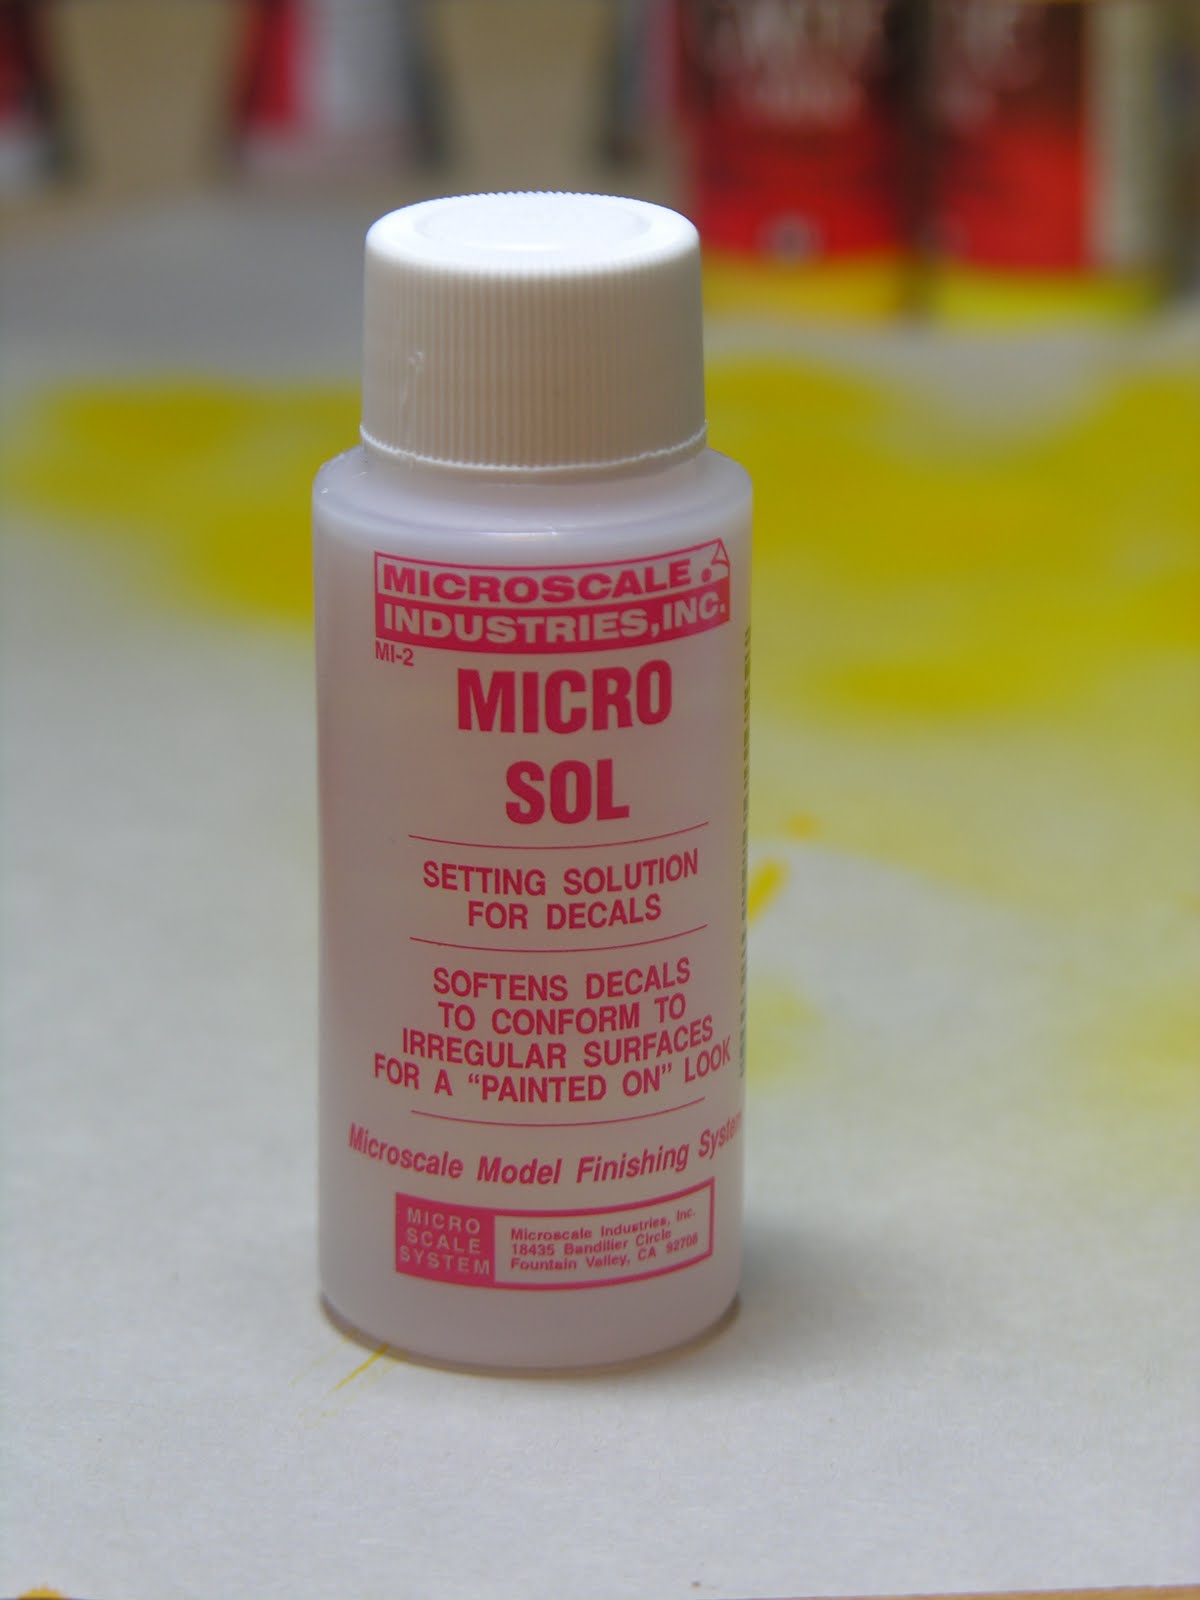 MICROSCALE
INDUSTRIES, INC.
MI-2
MICRO
SOL
SETTING SOLUTION
FOR DECALS
SOFTENS DECALS
TO CONFORM TO
IRREGULAR SURFACES
FOR A “PAINTED ON” LOOK
Microscale Model Finishing System
MICRO
SCALE
SYSTEM
Microscale Industries, Inc.
18435 Bandilier Circle
Fountain Valley, CA 92708